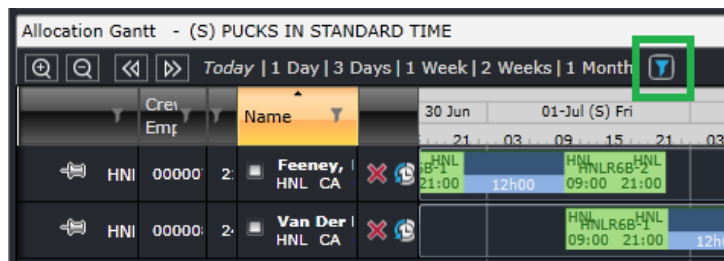 Allocation Gantt - (S) PUCKS IN STANDARD TIME
Today | 1 Day | 3 Days | 1 Week | 2 Weeks | 1 Month
Name
30 Jun 01-Jul (S) Fri
21 03 09 15 21 03
HNL 00000 Feeney,
HNL CA
HNL
21:00 12h00
HNL HNLR6B-2 HNL
09:00 21:00
00000 Van Der
HNL CA
HNL HNLR6B-1 HNL
09:00 21:00